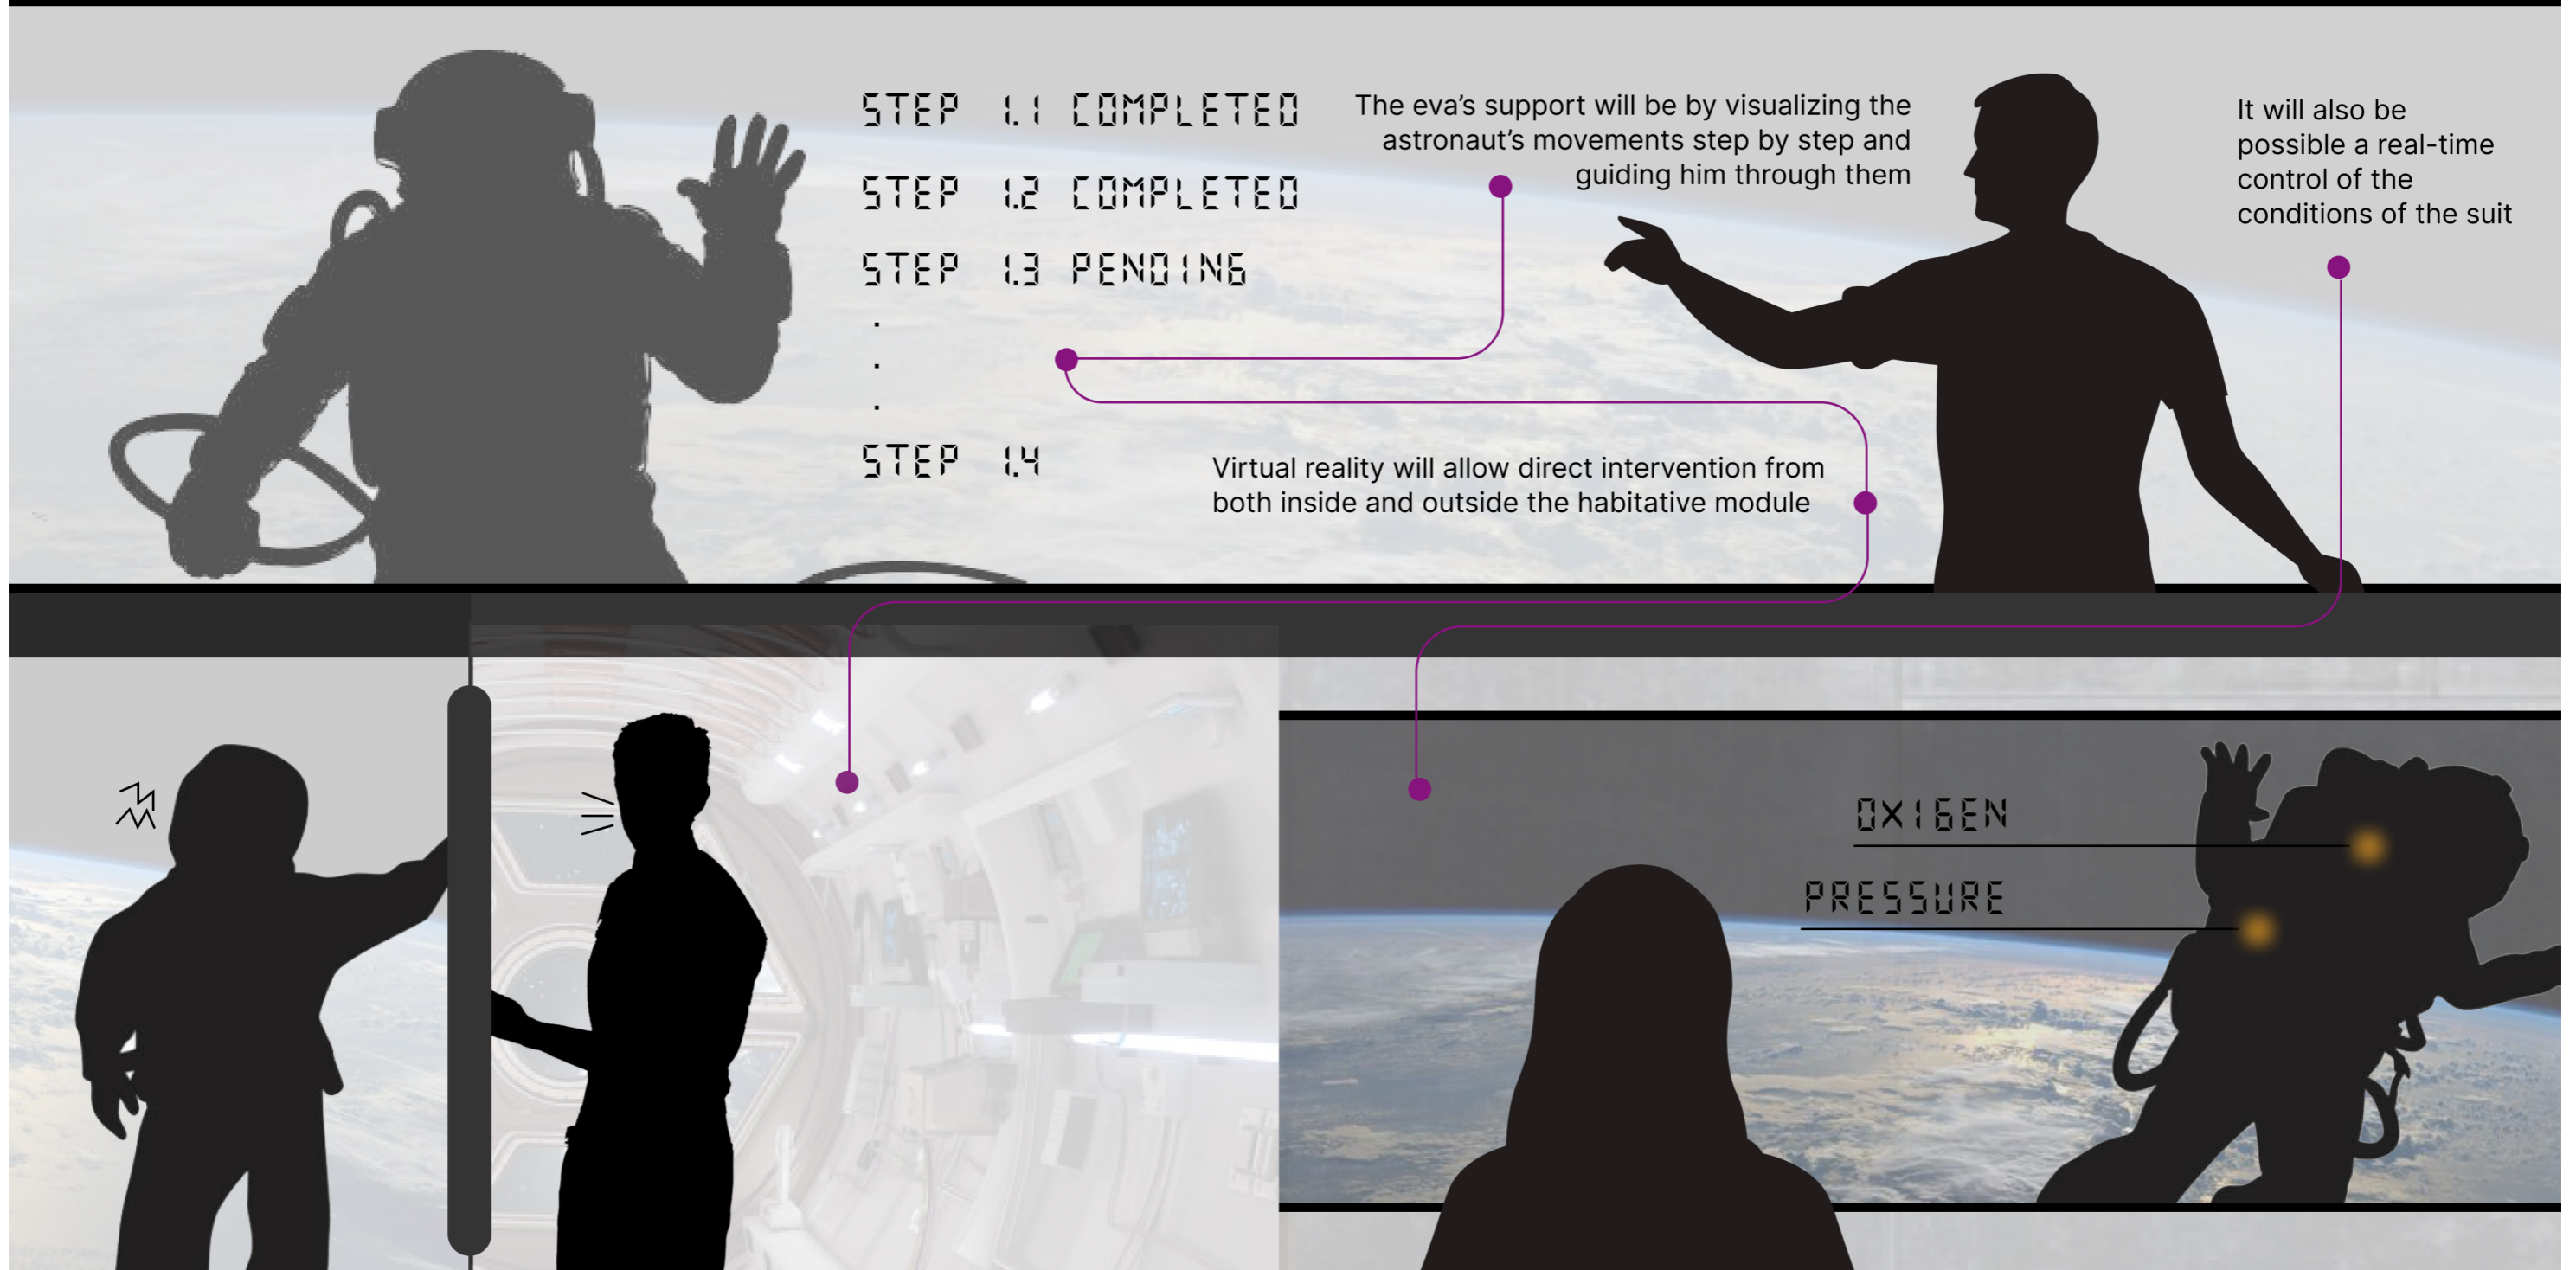 STEP 1.1 COMPLETED
STEP 1.2 COMPLETED
STEP 1.3 PENDING
.
.
.
STEP 1.4
The eva's support will be by visualizing the
astronaut's movements step by step and
guiding him through them
It will also be
possible a real-time
control of the
conditions of the suit
Virtual reality will allow direct intervention from
both inside and outside the habitative module
OXIGEN
PRESSURE